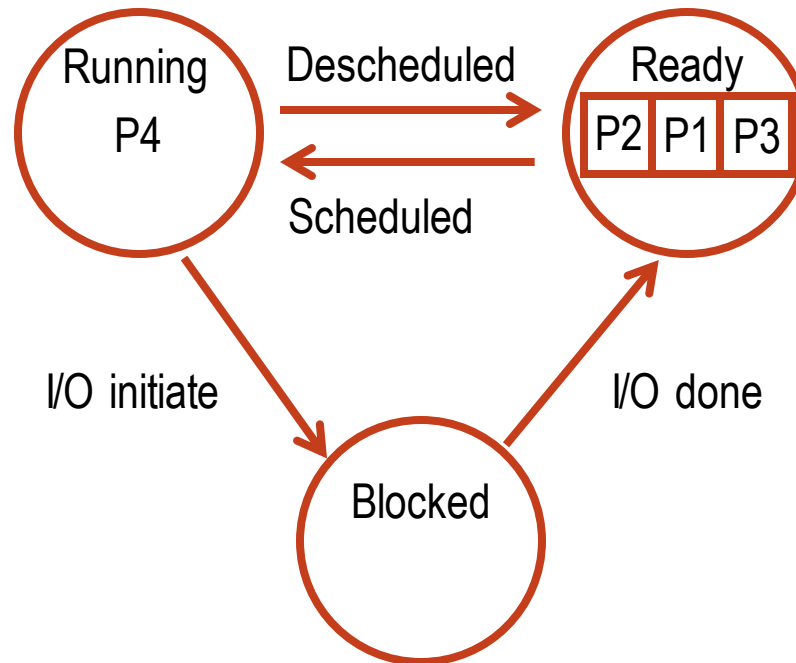 Running
P4
Descheduled
Scheduled
Ready
P2 P1 P3
I/O initiate
I/O done
Blocked